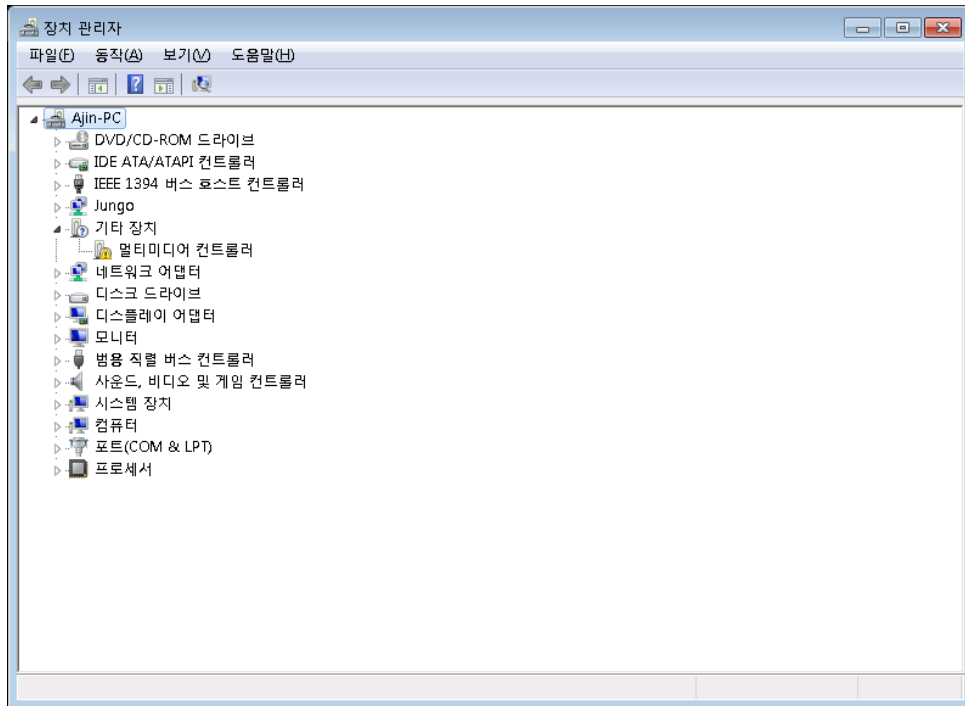 장치 관리자
파일(F) 동작(A) 보기(V) 도움말(H)
Ajin-PC
DVD/CD-ROM 드라이브
IDE ATA/ATAPI 컨트롤러
IEEE 1394 버스 호스트 컨트롤러
Jungo
기타 장치
멀티미디어 컨트롤러
네트워크 어댑터
디스크 드라이브
디스플레이 어댑터
모니터
범용 직렬 버스 컨트롤러
사운드, 비디오 및 게임 컨트롤러
시스템 장치
컴퓨터
포트(COM & LPT)
프로세서